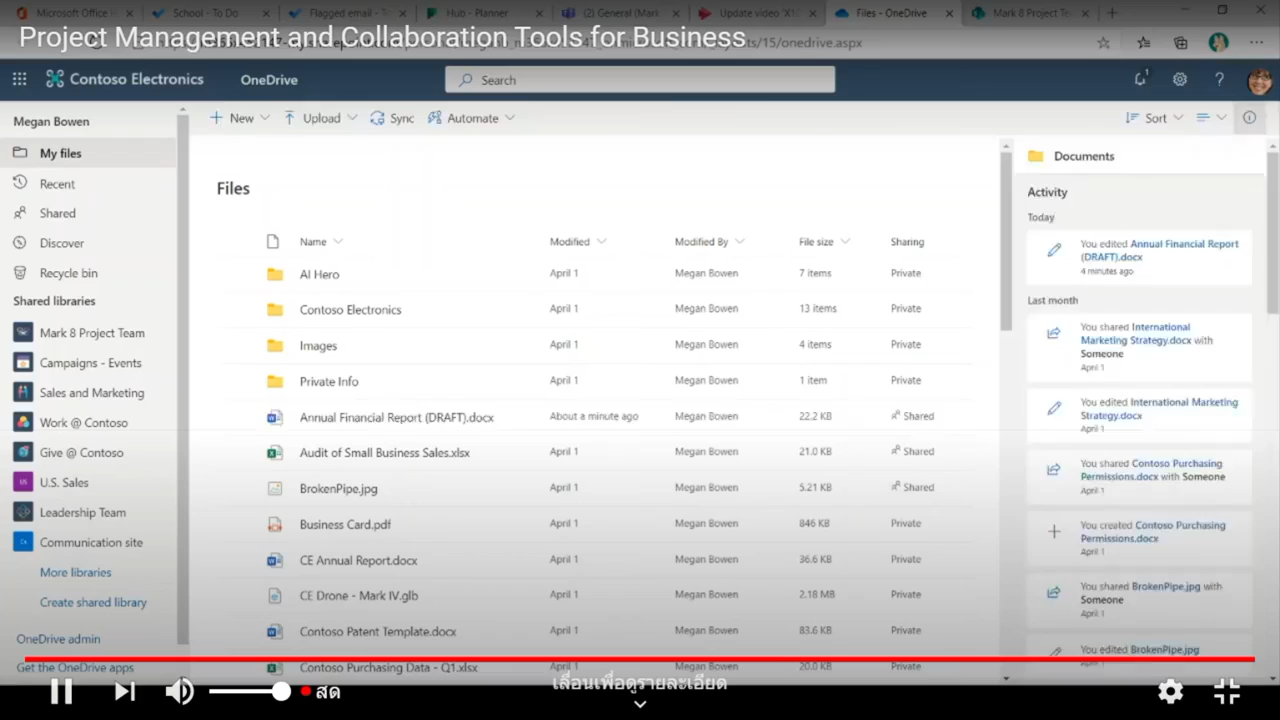 Microsoft Office
School - To Do
Flagged email - To
Hub - Planner
(2) General (Mark
Update video 'X10
Files - OneDrive
Mark 8 Project Te
Project Management and Collaboration Tools for Business
/15/onedrive.aspx
Contoso Electronics
OneDrive
Search
1
Megan Bowen
New
Upload
Sync
Automate
Sort
My files
Recent
Shared
Discover
Recycle bin
Shared libraries
Mark 8 Project Team
Campaigns - Events
Sales and Marketing
Work @ Contoso
Give @ Contoso
U.S. Sales
Leadership Team
Communication site
More libraries
Create shared library
OneDrive admin
Get the OneDrive apps
Files
Name Modified Modified By File size Sharing
AI Hero April 1 Megan Bowen 7 items Private
Contoso Electronics April 1 Megan Bowen 13 items Private
Images April 1 Megan Bowen 4 items Private
Private Info April 1 Megan Bowen 1 item Private
Annual Financial Report (DRAFT).docx About a minute ago Megan Bowen 22.2 KB Shared
Audit of Small Business Sales.xlsx April 1 Megan Bowen 21.0 KB Shared
BrokenPipe.jpg April 1 Megan Bowen 5.21 KB Shared
Business Card.pdf April 1 Megan Bowen 846 KB Private
CE Annual Report.docx April 1 Megan Bowen 36.6 KB Private
CE Drone - Mark IV.glb April 1 Megan Bowen 2.18 MB Private
Contoso Patent Template.docx April 1 Megan Bowen 83.6 KB Private
Contoso Purchasing Data - Q1.xlsx April 1 Megan Bowen 20.0 KB Private
Documents
Activity
Today
You edited Annual Financial Report
(DRAFT).docx
4 minutes ago
Last month
You shared International
Marketing Strategy.docx with
Someone
April 1
You edited International Marketing
Strategy.docx
April 1
You shared Contoso Purchasing
Permissions.docx with Someone
April 1
You created Contoso Purchasing
Permissions.docx
April 1
You shared BrokenPipe.jpg with
Someone
April 1
You edited BrokenPipe.jpg
April 1
สด
เลื่อนเพื่อดูรายละเอียด